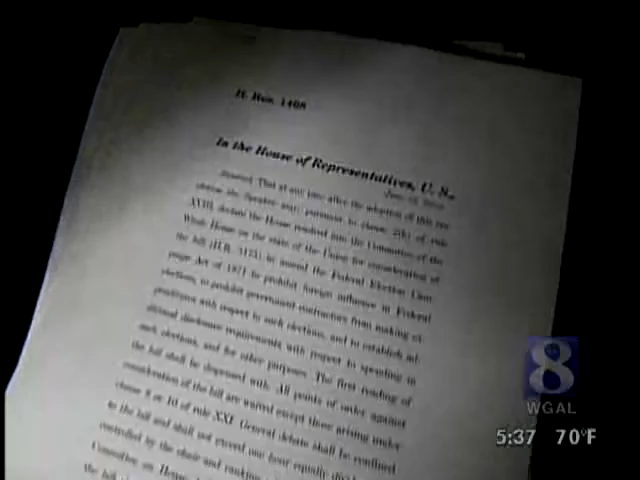 H. Res. 1468
In the House of Representatives, U. S.,
Resolved, That at any time after the adoption of this res-
olution the Speaker may, pursuant to clause 2(b) of rule
XVIII, declare the House resolved into the Committee of the
Whole House on the state of the Union for consideration of
the bill (H.R. 5175) to amend the Federal Election Cam-
paign Act of 1971 to prohibit foreign influence in Federal
elections, to prohibit government contractors from making ex-
penditures with respect to such elections, and to establish ad-
ditional disclosure requirements with respect to spending in
such elections, and for other purposes. The first reading of
the bill shall be dispensed with. All points of order against
consideration of the bill are waived except those arising under
clause 9 or 10 of rule XXI. General debate shall be confined
to the bill and shall not exceed one hour equally divided
controlled by the chair and ranking
Committee on House
the bill
8
WGAL
5:37 70°F